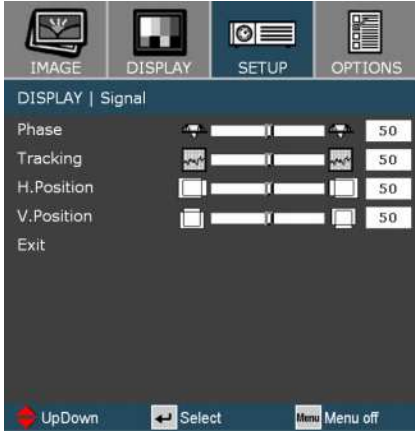 IMAGE DISPLAY SETUP OPTIONS
DISPLAY | Signal
Phase 50
Tracking 50
H.Position 50
V.Position 50
Exit
UpDown Select Menu Menu off